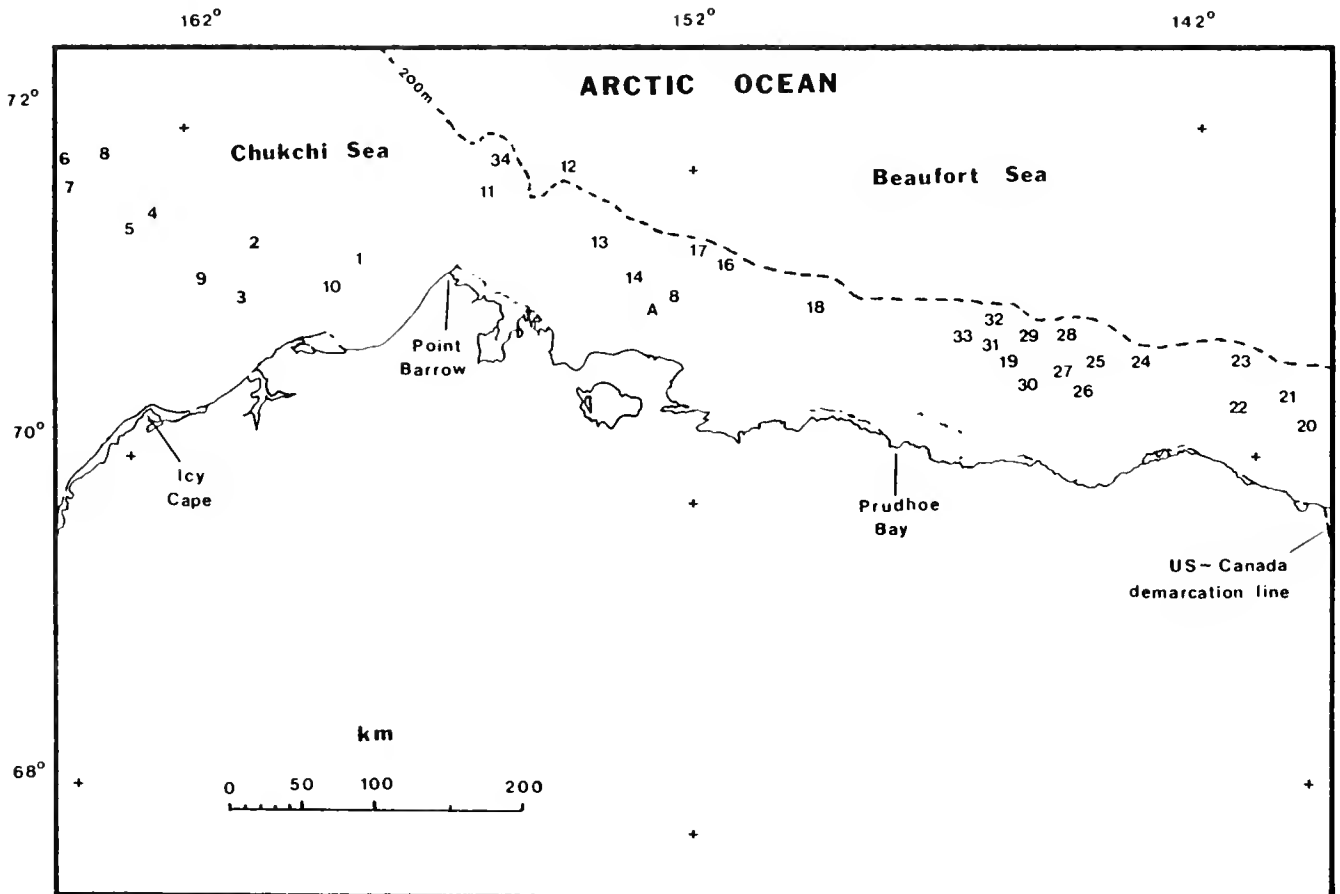 162° 152° 142°
72°
200m
ARCTIC OCEAN
Chukchi Sea
Beaufort Sea
6 8 34 12
7 11
5 4
2 1 13 17 16
9 3 10 14 8 A 18
32
33 31 29 28
19 25 24 23
30 27 26
22 21
20
Point
Barrow
70°
Icy
Cape
Prudhoe
Bay
US-Canada
demarcation line
km
68°
0 50 100 200